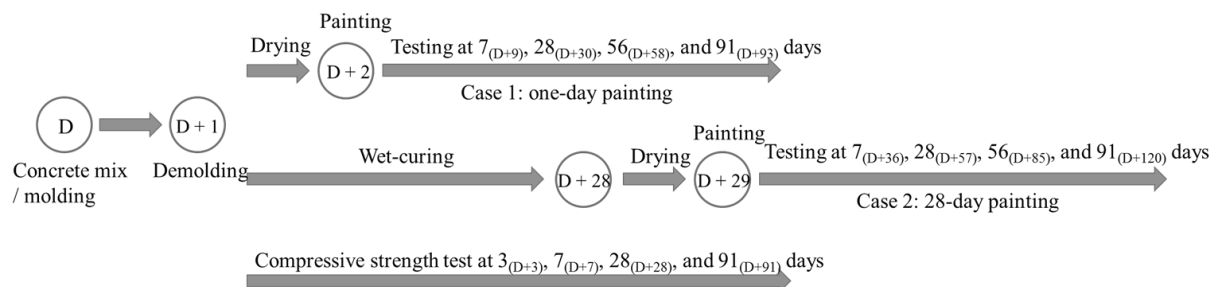 Painting
Drying
D + 2
Testing at 7(D+9), 28(D+30), 56(D+58), and 91(D+93) days
Case 1: one-day painting
D
D + 1
Concrete mix
/ molding
Demolding
Wet-curing
D + 28
Drying
Painting
D + 29
Testing at 7(D+36), 28(D+57), 56(D+85), and 91(D+120) days
Case 2: 28-day painting
Compressive strength test at 3(D+3), 7(D+7), 28(D+28), and 91(D+91) days